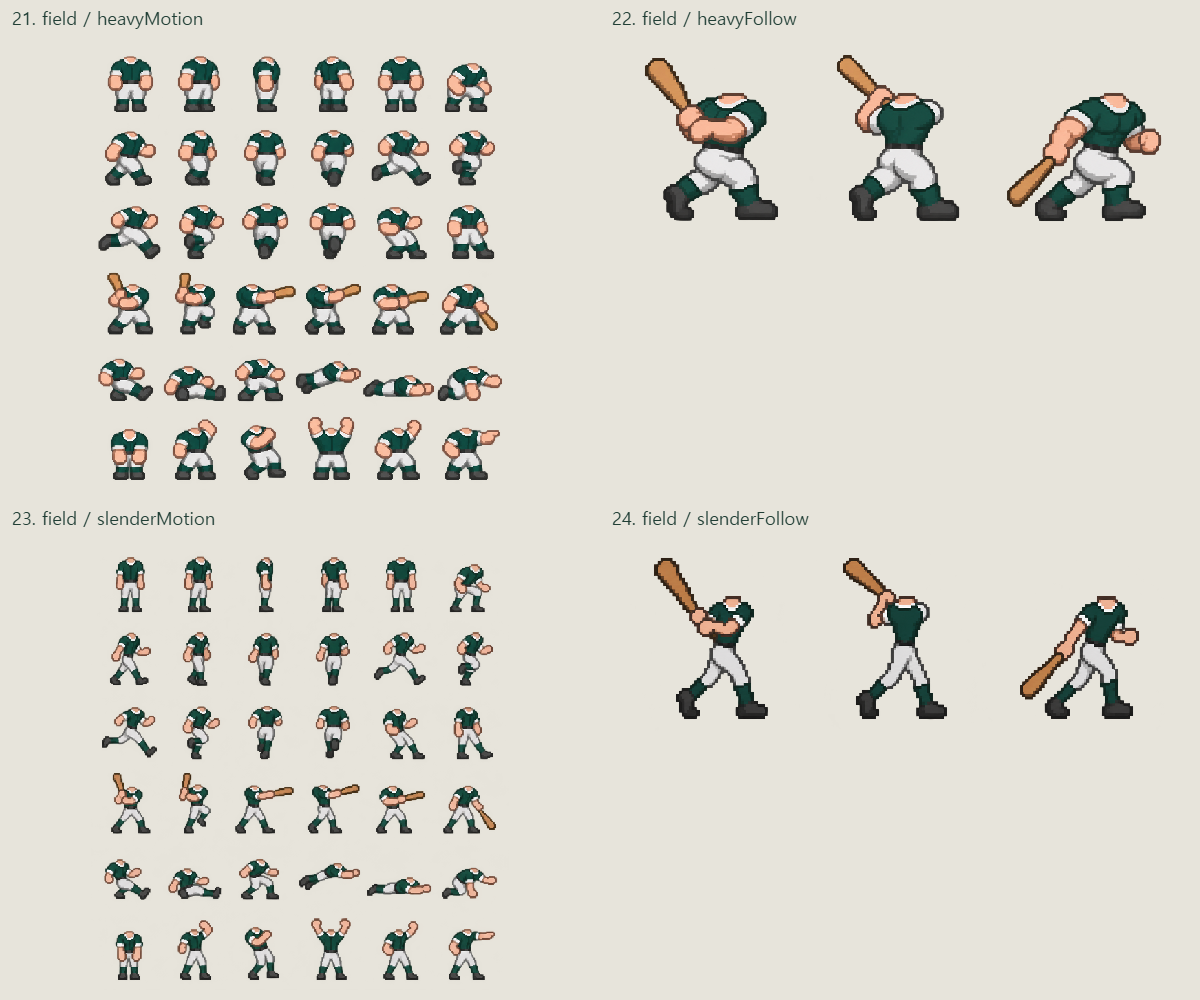 21. field / heavyMotion
22. field / heavyFollow
23. field / slenderMotion
24. field / slenderFollow